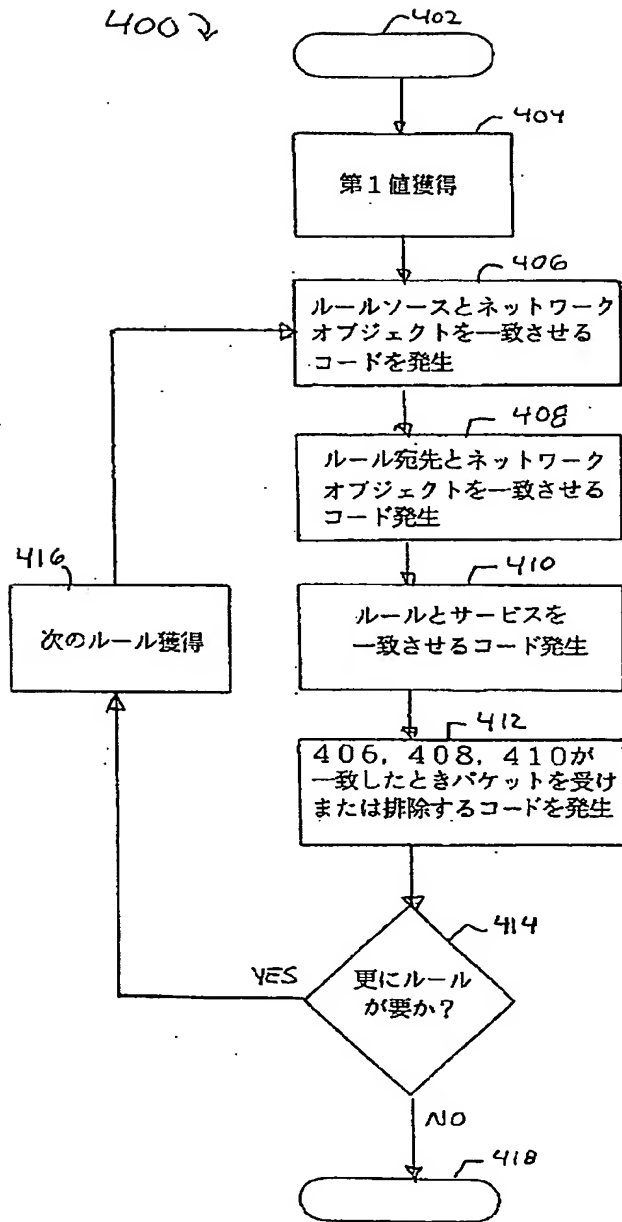 400
402
404
第1値獲得
406
ルールソースとネットワーク
オブジェクトを一致させる
コードを発生
408
ルール宛先とネットワーク
オブジェクトを一致させる
コード発生
416
次のルール獲得
410
ルールとサービスを
一致させるコード発生
412
406, 408, 410が
一致したときパケットを受け
または排除するコードを発生
414
更にルール
が要か?
YES
NO
418